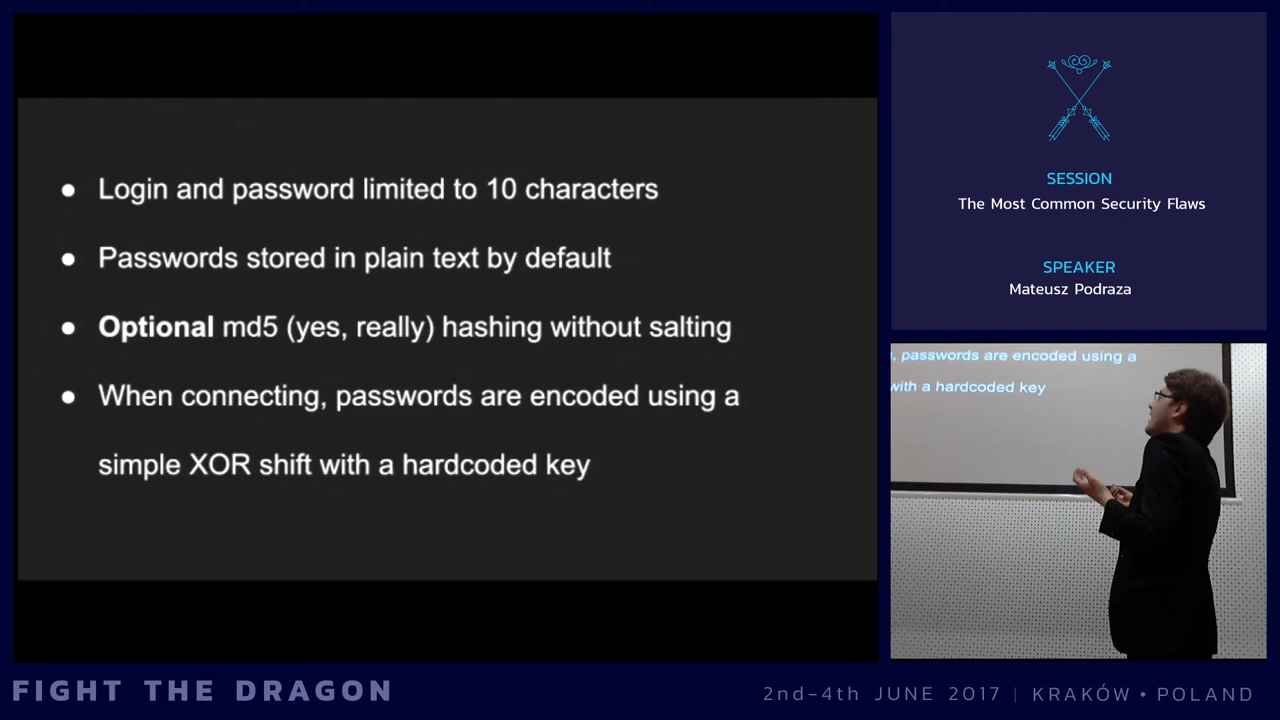 ● Login and password limited to 10 characters
● Passwords stored in plain text by default
● Optional md5 (yes, really) hashing without salting
● When connecting, passwords are encoded using a
simple XOR shift with a hardcoded key
SESSION
The Most Common Security Flaws
SPEAKER
Mateusz Podraza
, passwords are encoded using a
with a hardcoded key
FIGHT THE DRAGON
2nd-4th JUNE 2017 | KRAKÓW • POLAND